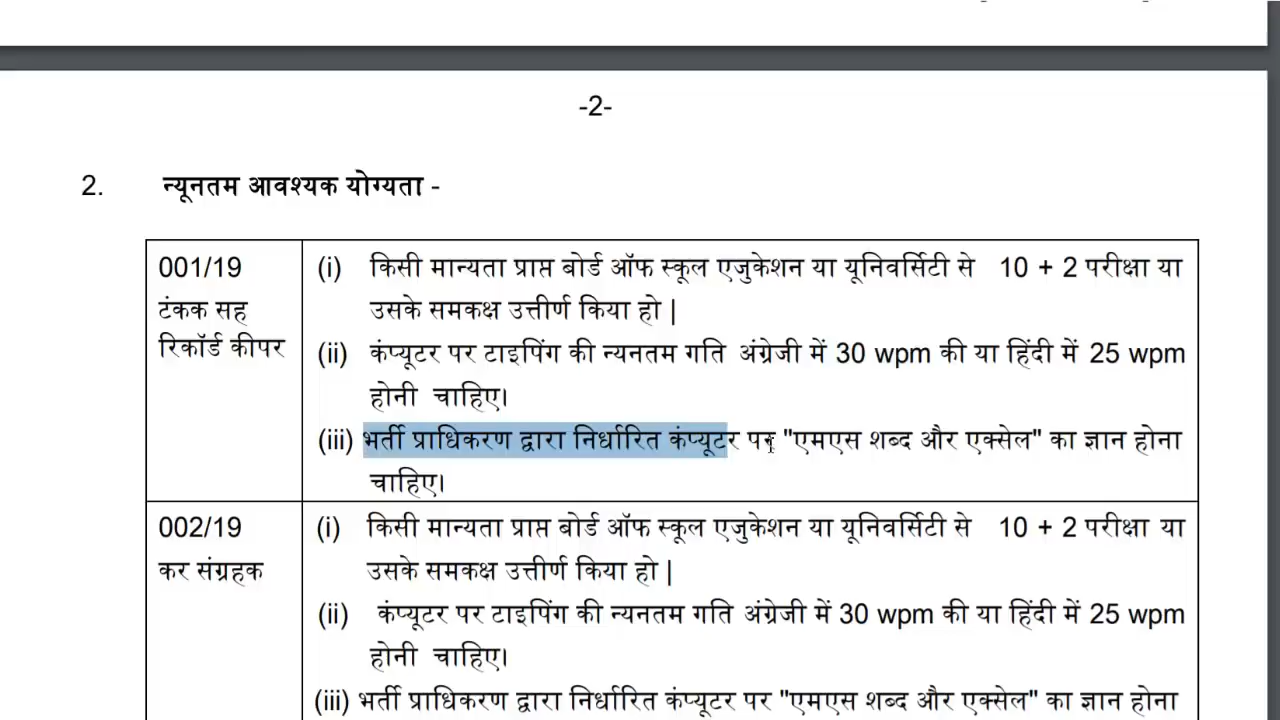 -2-
2. न्यूनतम आवश्यक योग्यता -
001/19
टंकक सह
रिकॉर्ड कीपर
(i) किसी मान्यता प्राप्त बोर्ड ऑफ स्कूल एजुकेशन या यूनिवर्सिटी से 10 + 2 परीक्षा या
उसके समकक्ष उत्तीर्ण किया हो |
(ii) कंप्यूटर पर टाइपिंग की न्यनतम गति अंग्रेजी में 30 wpm की या हिंदी में 25 wpm
होनी चाहिए।
(iii) भर्ती प्राधिकरण द्वारा निर्धारित कंप्यूटर पर "एमएस शब्द और एक्सेल" का ज्ञान होना
चाहिए।
002/19
कर संग्रहक
(i) किसी मान्यता प्राप्त बोर्ड ऑफ स्कूल एजुकेशन या यूनिवर्सिटी से 10 + 2 परीक्षा या
उसके समकक्ष उत्तीर्ण किया हो |
(ii) कंप्यूटर पर टाइपिंग की न्यनतम गति अंग्रेजी में 30 wpm की या हिंदी में 25 wpm
होनी चाहिए।
(iii) भर्ती प्राधिकरण द्वारा निर्धारित कंप्यूटर पर "एमएस शब्द और एक्सेल" का ज्ञान होना